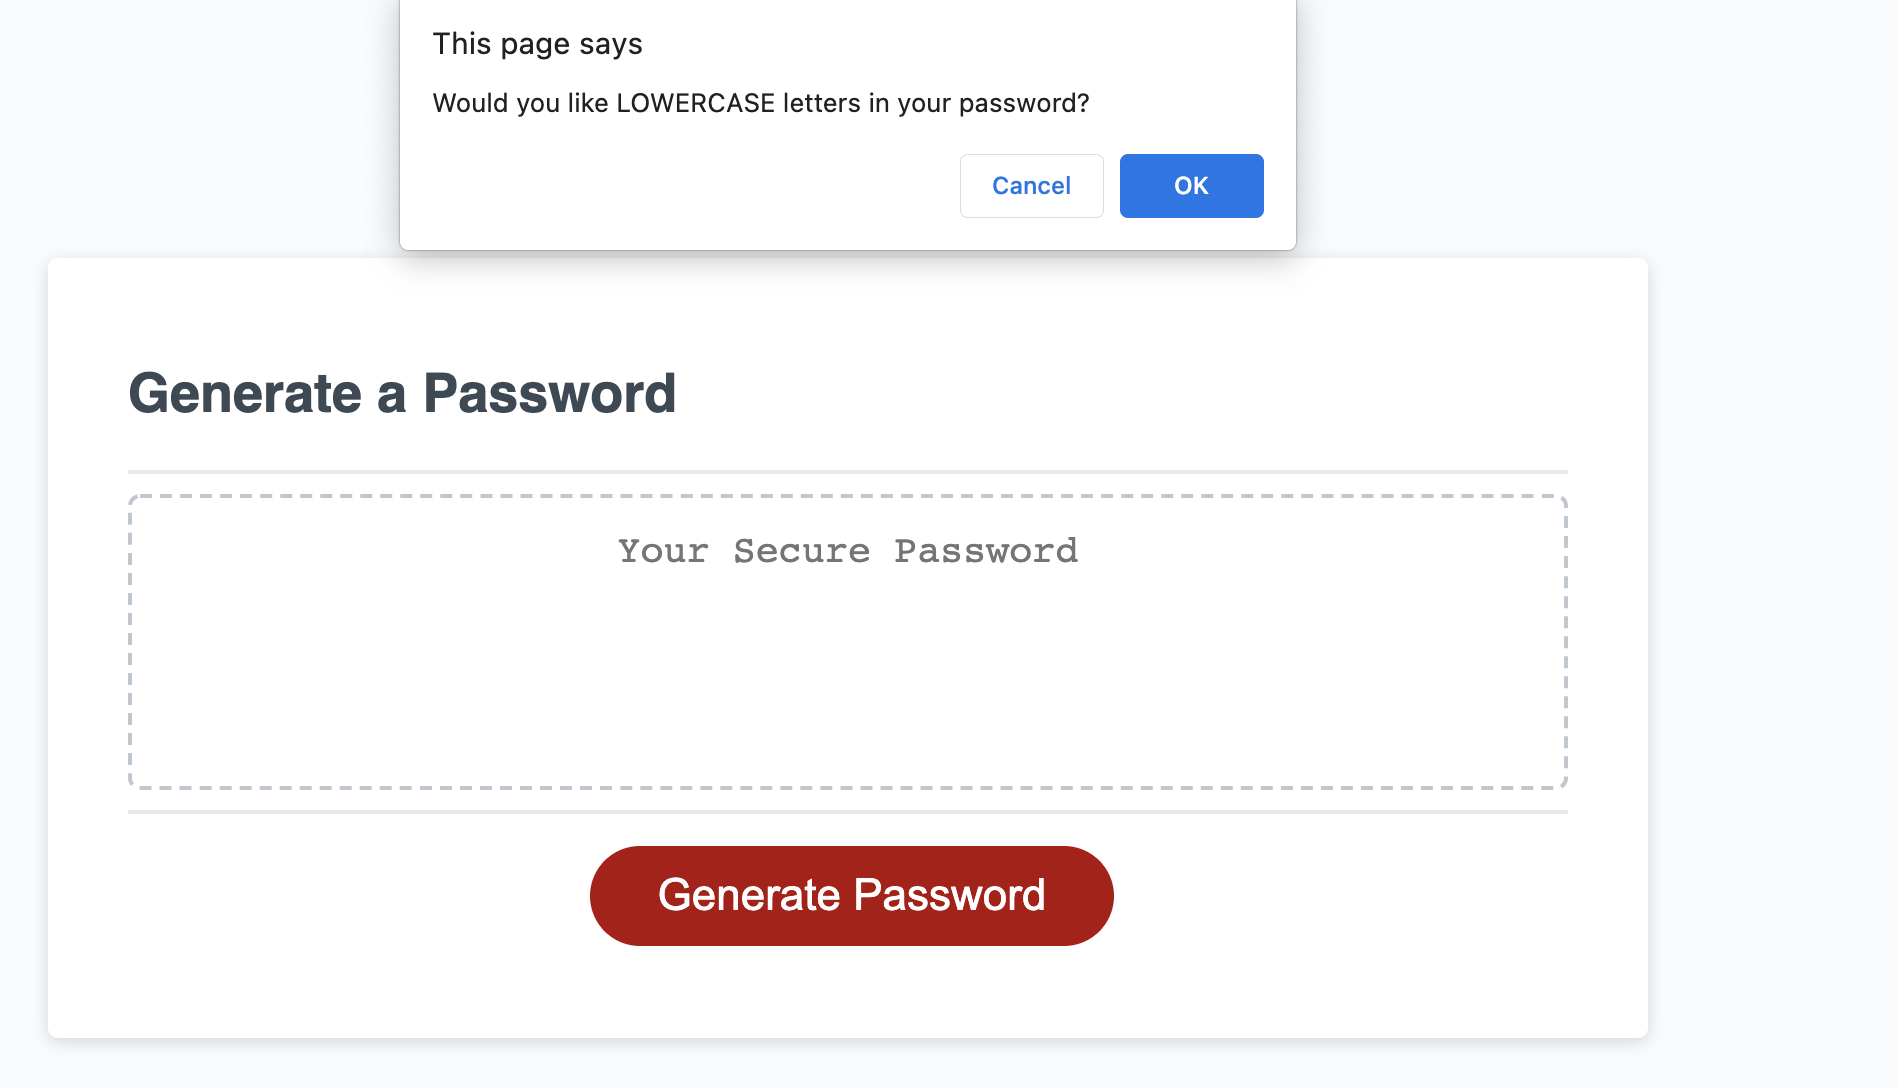 This page says
Would you like LOWERCASE letters in your password?
Cancel OK
Generate a Password
Your Secure Password
Generate Password